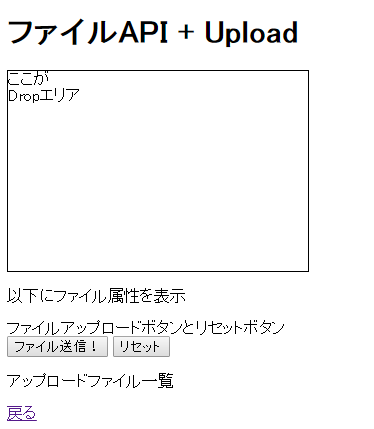 ファイルAPI + Upload
ここが
Dropエリア
以下にファイル属性を表示
ファイルアップロードボタンとリセットボタン
ファイル送信！ リセット
アップロードファイル一覧
戻る